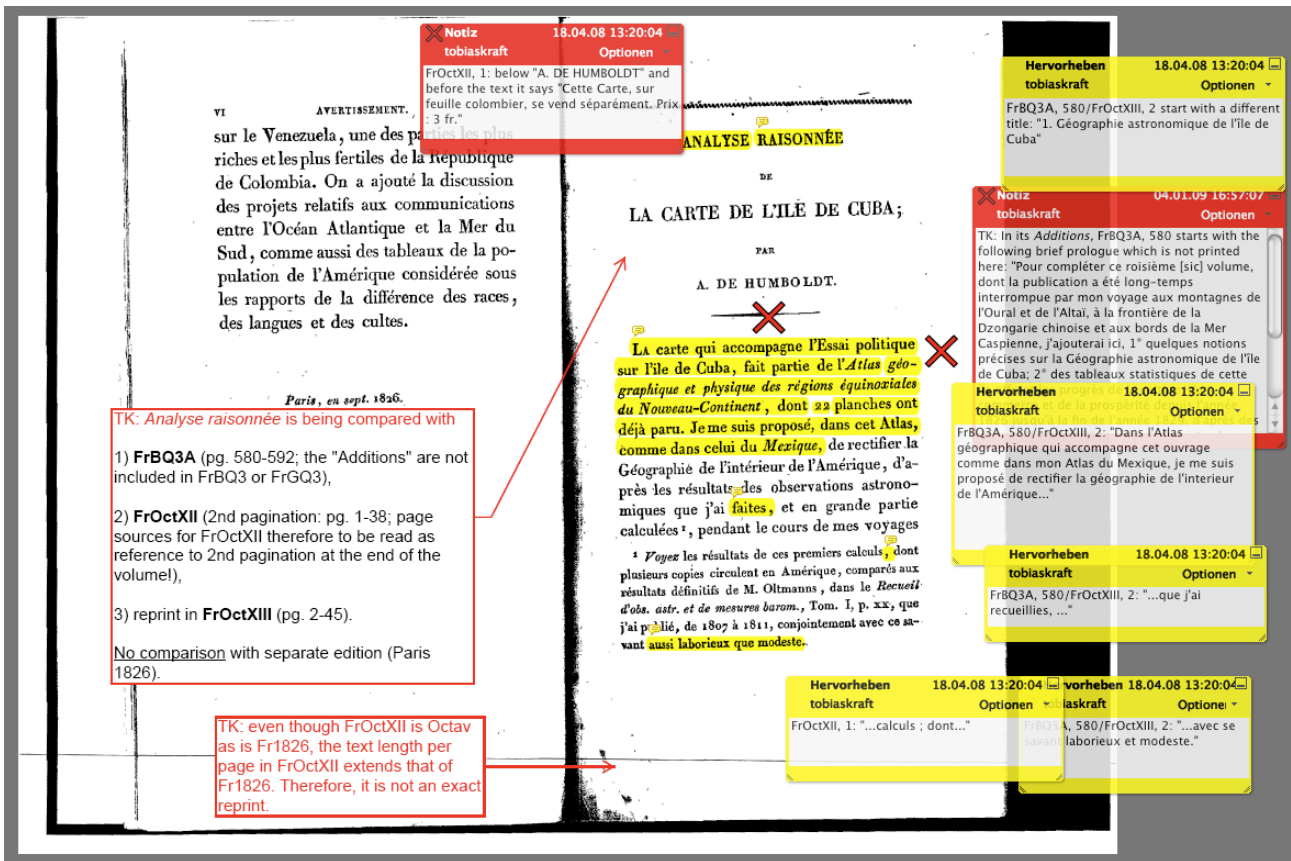 VI AVERTISSEMENT.
sur le Venezuela, une des parties les plus
riches et les plus fertiles de la République
de Colombia. On a ajouté la discussion
des projets relatifs aux communications
entre l'Océan Atlantique et la Mer du
Sud, comme aussi des tableaux de la po-
pulation de l'Amérique considérée sous
les rapports de la différence des races,
des langues et des cultes.
Paris, en sept. 1826.
TK: Analyse raisonnée is being compared with
1) FrBQ3A (pg. 580-592; the "Additions" are not
included in FrBQ3 or FrGQ3),
2) FrOctXII (2nd pagination: pg. 1-38; page
sources for FrOctXII therefore to be read as
reference to 2nd pagination at the end of the
volume!),
3) reprint in FrOctXIII (pg. 2-45).
No comparison with separate edition (Paris
1826).
TK: even though FrOctXII is Octav
as is Fr1826, the text length per
page in FrOctXII extends that of
Fr1826. Therefore, it is not an exact
reprint.
Notiz 18.04.08 13:20:04
tobiaskraft Optionen
FrOctXII, 1: below "A. DE HUMBOLDT" and
before the text it says "Cette Carte, sur
feuille colombier, se vend séparément. Prix
: 3 fr."
ANALYSE RAISONNÉE
DE
LA CARTE DE L'ILE DE CUBA;
PAR
A. DE HUMBOLDT.
LA carte qui accompagne l'Essai politique
sur l'île de Cuba, fait partie de l'Atlas géo-
graphique et physique des régions équinoxiales
du Nouveau-Continent, dont 22 planches ont
déjà paru. Je me suis proposé, dans cet Atlas,
comme dans celui du Mexique, de rectifier la
Géographie de l'intérieur de l'Amérique, d'a-
près les résultats des observations astrono-
miques que j'ai faites, et en grande partie
calculées ¹, pendant le cours de mes voyages
¹ Voyez les résultats de ces premiers calculs, dont
plusieurs copies circulent en Amérique, comparés aux
résultats définitifs de M. Oltmanns, dans le Recueil
d'obs. astr. et de mesures barom., Tom. I, p. xx, que
j'ai publié, de 1807 à 1811, conjointement avec ce sa-
vant aussi laborieux que modeste.
Hervorheben 18.04.08 13:20:04
tobiaskraft Optionen
FrBQ3A, 580/FrOctXIII, 2 start with a different
title: "1. Géographie astronomique de l'île de
Cuba"
Notiz 04.01.09 16:57:07
tobiaskraft Optionen
TK: In its Additions, FrBQ3A, 580 starts with the
following brief prologue which is not printed
here: "Pour compléter ce roisième [sic] volume,
dont la publication a été long-temps
interrompue par mon voyage aux montagnes de
l'Oural et de l'Altaï, à la frontière de la
Dzongarie chinoise et aux bords de la Mer
Caspienne, j'ajouterai ici, 1° quelques notions
précises sur la Géographie astronomique de l'île
de Cuba; 2° des tableaux statistiques de cette
Hervorheben 18.04.08 13:20:04
tobiaskraft Optionen
FrBQ3A, 580/FrOctXIII, 2: "Dans l'Atlas
géographique qui accompagne cet ouvrage
comme dans mon Atlas du Mexique, je me suis
proposé de rectifier la géographie de l'interieur
de l'Amérique..."
Hervorheben 18.04.08 13:20:04
tobiaskraft Optionen
FrBQ3A, 580/FrOctXIII, 2: "...que j'ai
recueillies, ..."
Hervorheben 18.04.08 13:20:04
tobiaskraft Optionen
FrOctXII, 1: "...calculs ; dont..."
vorheben 18.04.08 13:20:04
biaskraft Optione
FrBQ3A, 580/FrOctXIII, 2: "...avec se
savant laborieux et modeste."